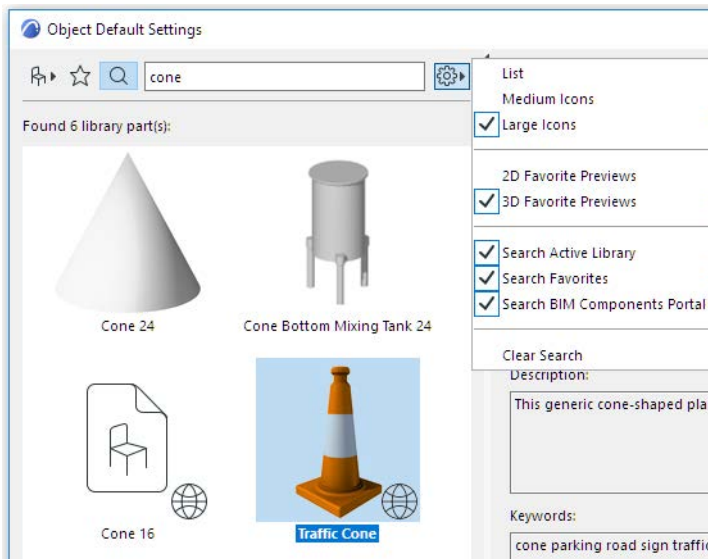 Object Default Settings
cone
Found 6 library part(s):
Cone 24
Cone Bottom Mixing Tank 24
Cone 16
Traffic Cone
List
Medium Icons
Large Icons
2D Favorite Previews
3D Favorite Previews
Search Active Library
Search Favorites
Search BIM Components Portal
Clear Search
Description:
This generic cone-shaped pla
Keywords:
cone parking road sign traffic